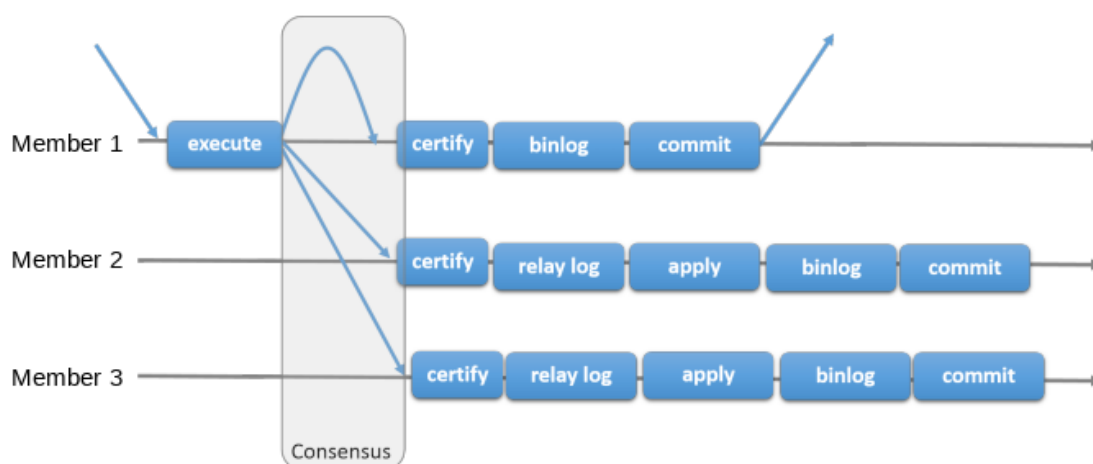 Member 1 execute certify binlog commit
Member 2 certify relay log apply binlog commit
Member 3 certify relay log apply binlog commit
Consensus